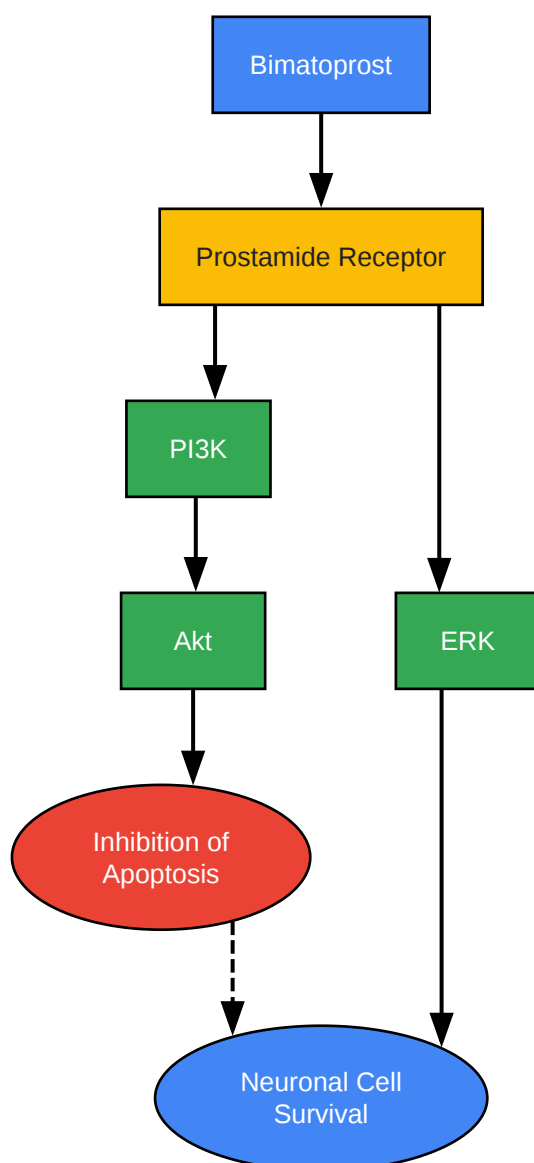 Bimatoprost
Prostamide Receptor
PI3K
Akt
ERK
Inhibition of
Apoptosis
Neuronal Cell
Survival